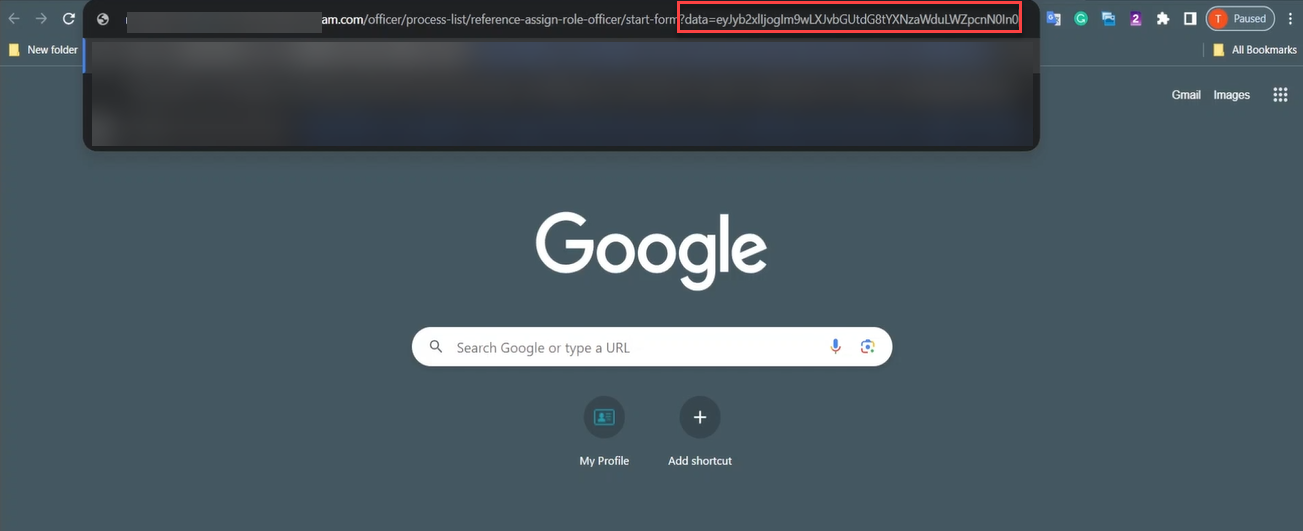 am.com/officer/process-list/reference-assign-role-officer/start-form?data=eyJyb2xlIjogIm9wLXJvbGUtdG8tYXNzaWduLWZpcnN0In0
2
T Paused
New folder
All Bookmarks
Gmail Images
Google
Search Google or type a URL
My Profile Add shortcut